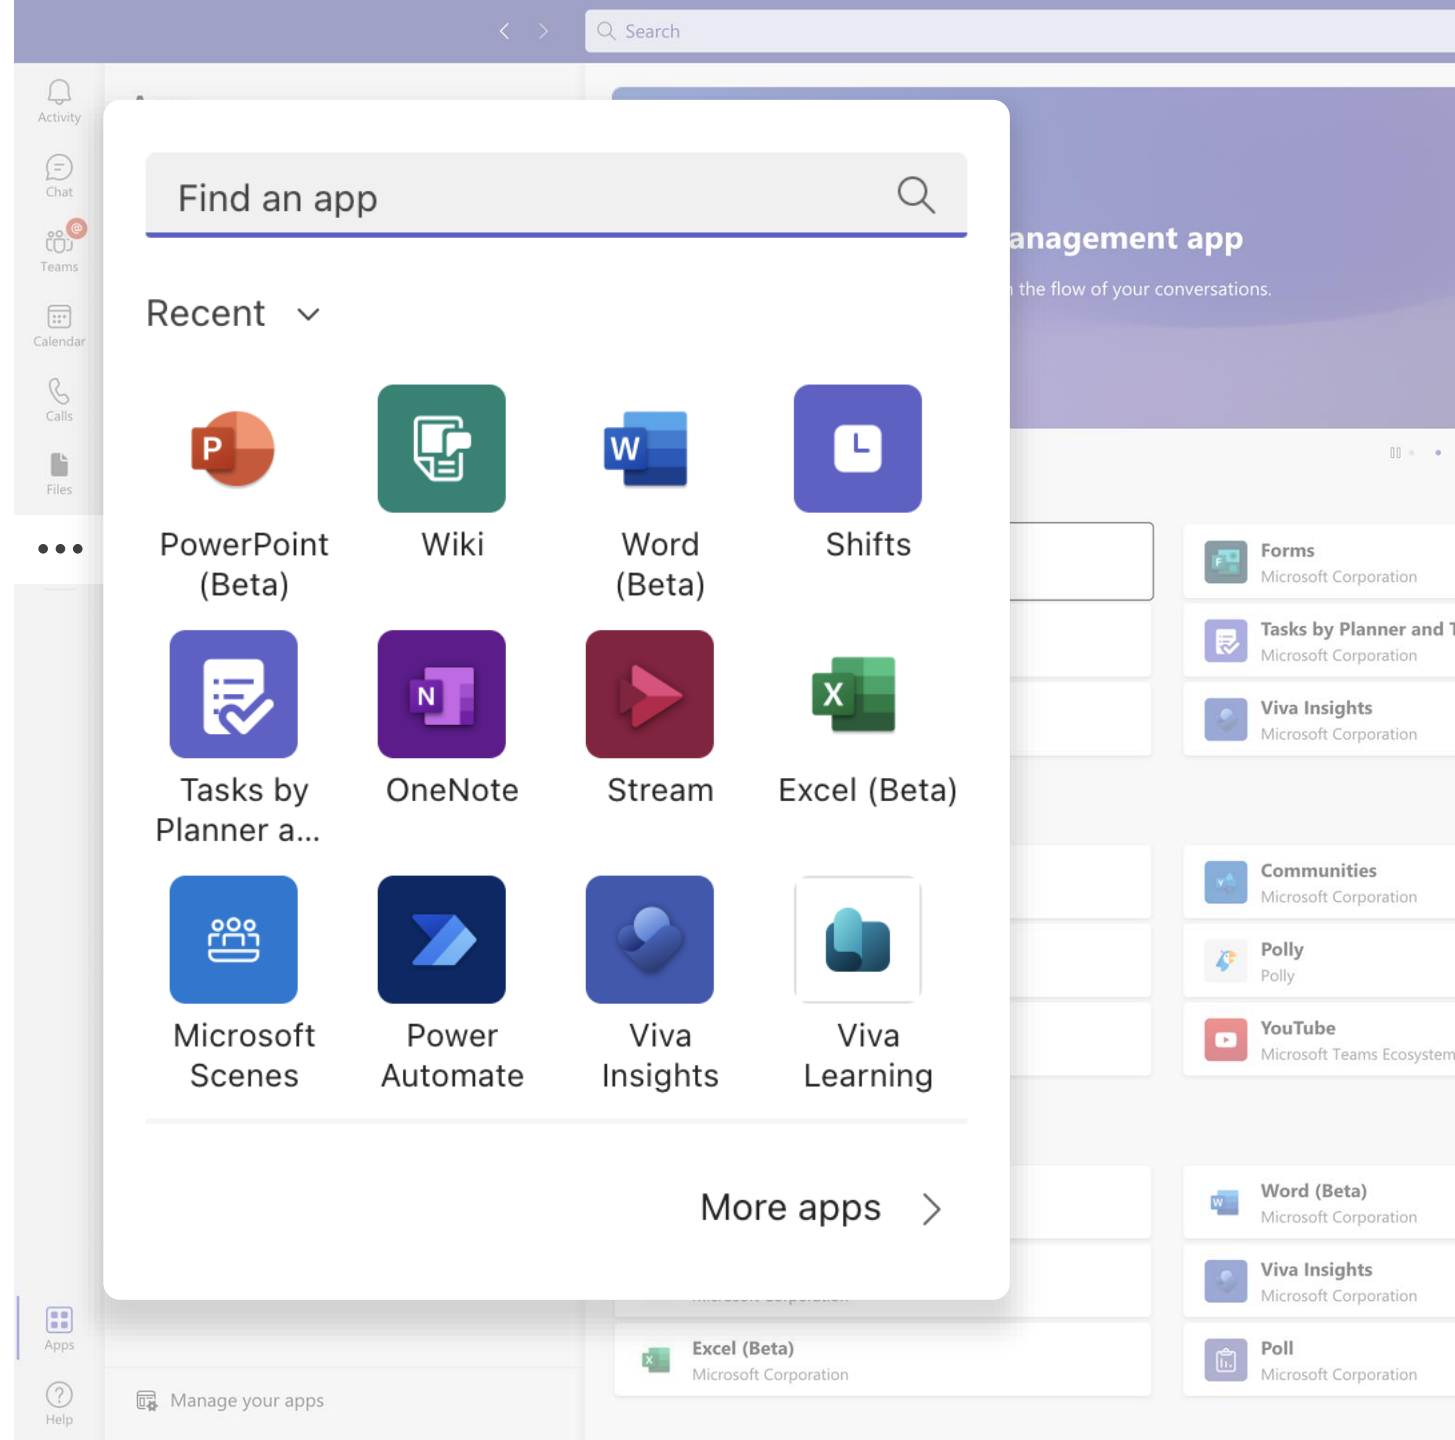 Search
Activity
Chat
@
Teams
Calendar
Calls
Files
Find an app
Recent
PowerPoint
(Beta)
Wiki
Word
(Beta)
Shifts
Tasks by
Planner a...
OneNote
Stream
Excel (Beta)
Microsoft
Scenes
Power
Automate
Viva
Insights
Viva
Learning
More apps
anagement app
the flow of your conversations.
Forms
Microsoft Corporation
Tasks by Planner and T
Microsoft Corporation
Viva Insights
Microsoft Corporation
Communities
Microsoft Corporation
Polly
Polly
YouTube
Microsoft Teams Ecosystem
Word (Beta)
Microsoft Corporation
Viva Insights
Microsoft Corporation
Excel (Beta)
Microsoft Corporation
Poll
Microsoft Corporation
Apps
Help
Manage your apps